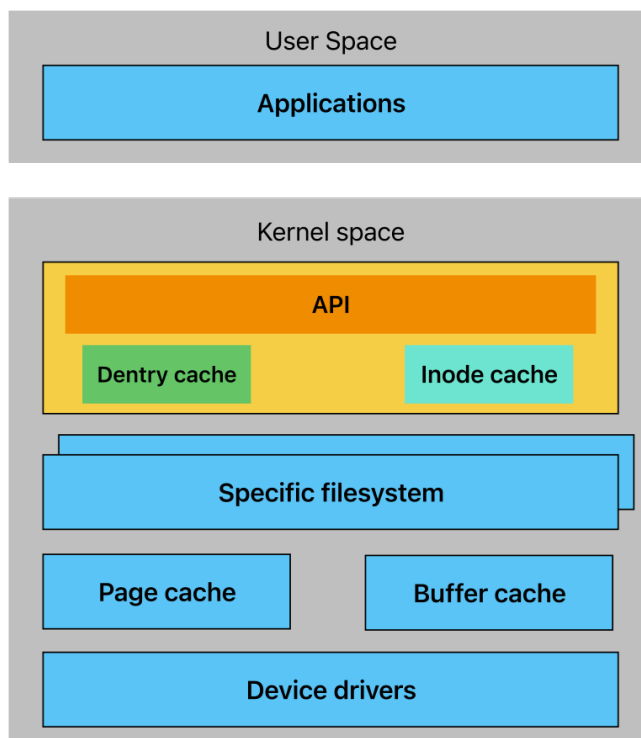 User Space
Applications
Kernel space
API
Dentry cache
Inode cache
Specific filesystem
Page cache
Buffer cache
Device drivers